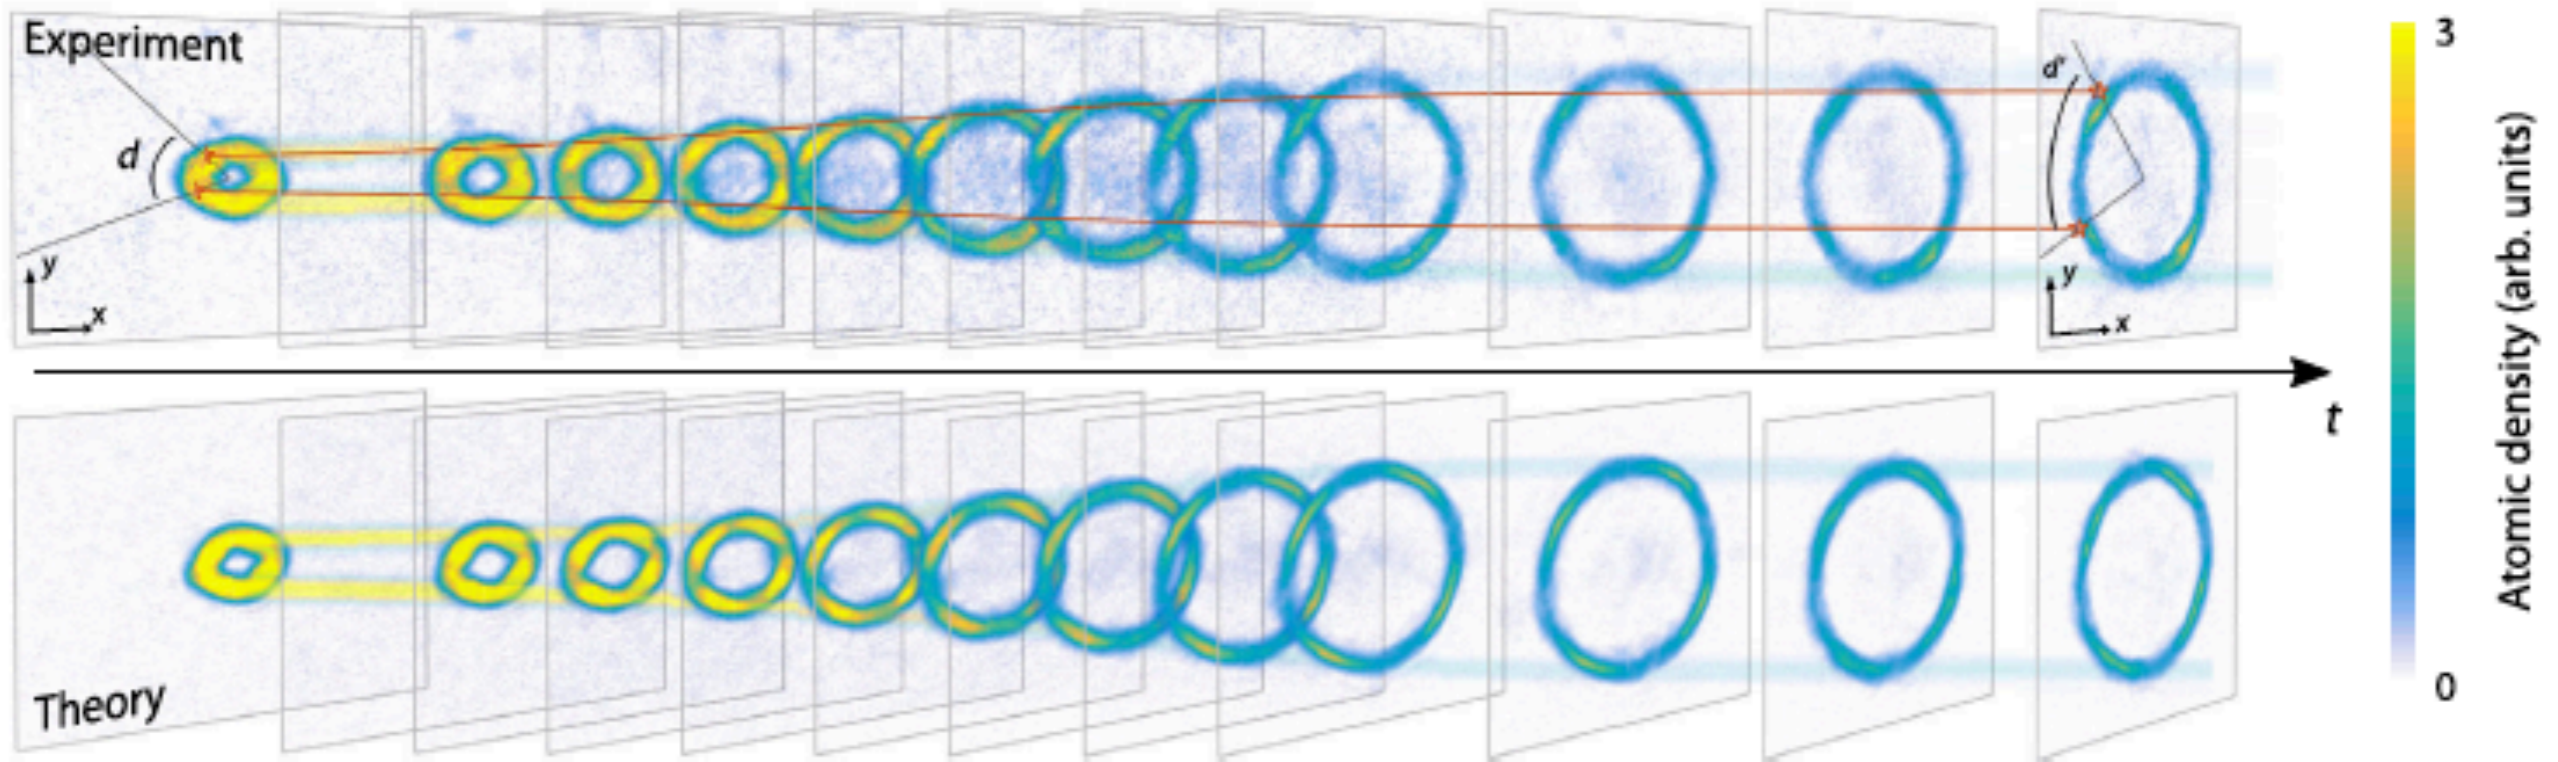 Experiment
d
y
x
d'
y
x
t
Theory
3
Atomic density (arb. units)
0